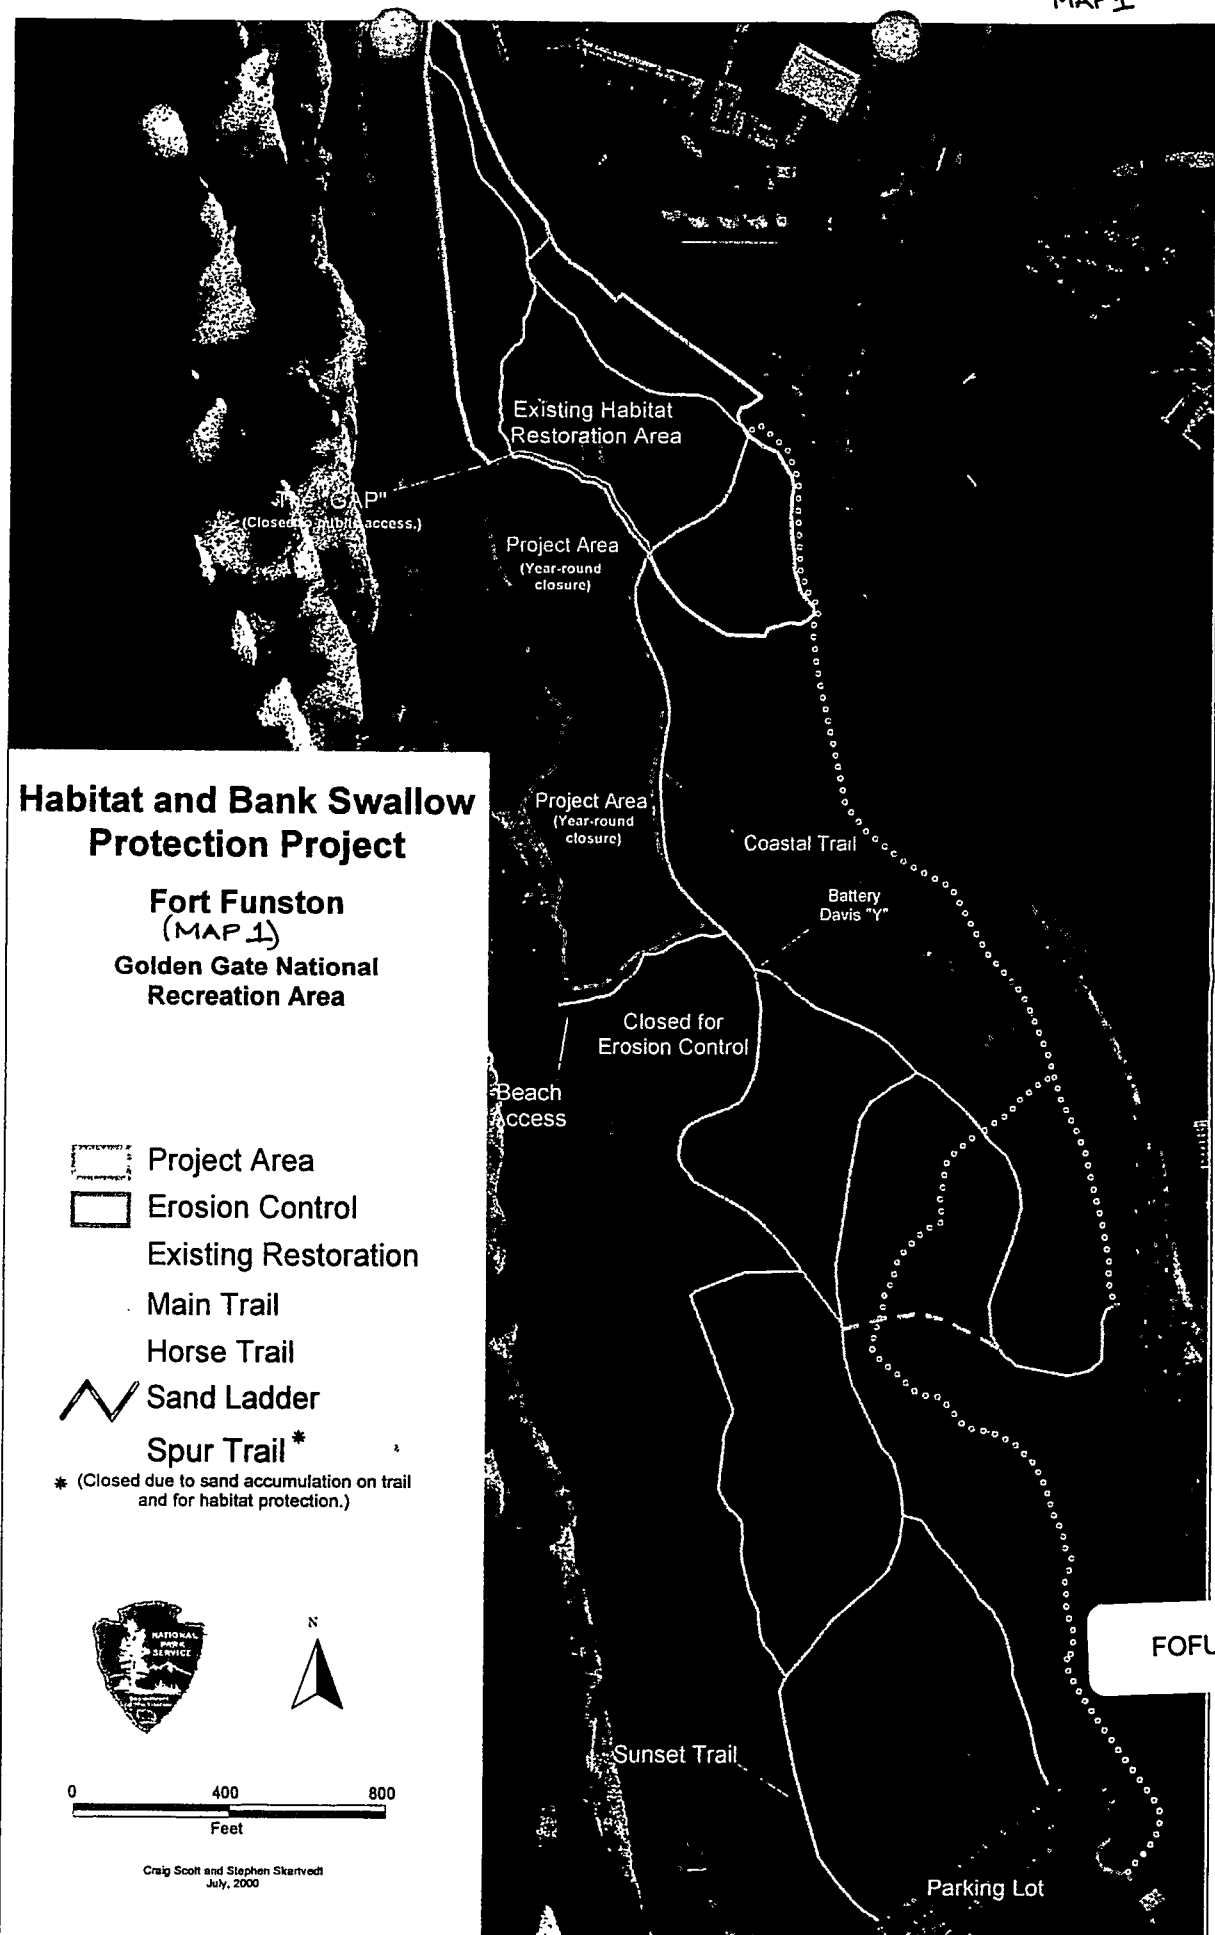 MAP 1
Existing Habitat
Restoration Area
The "GAP"
(Closed to public access.)
Project Area
(Year-round
closure)
Habitat and Bank Swallow
Protection Project
Fort Funston
(MAP 1)
Golden Gate National
Recreation Area
Project Area
(Year-round
closure)
Coastal Trail
Battery
Davis "Y"
Closed for
Erosion Control
Beach
Access
Project Area
Erosion Control
Existing Restoration
Main Trail
Horse Trail
Sand Ladder
Spur Trail *
* (Closed due to sand accumulation on trail
and for habitat protection.)
NATIONAL
PARK
SERVICE
N
FOFU
Sunset Trail
0 400 800
Feet
Craig Scott and Stephen Skartvedt
July, 2000
Parking Lot